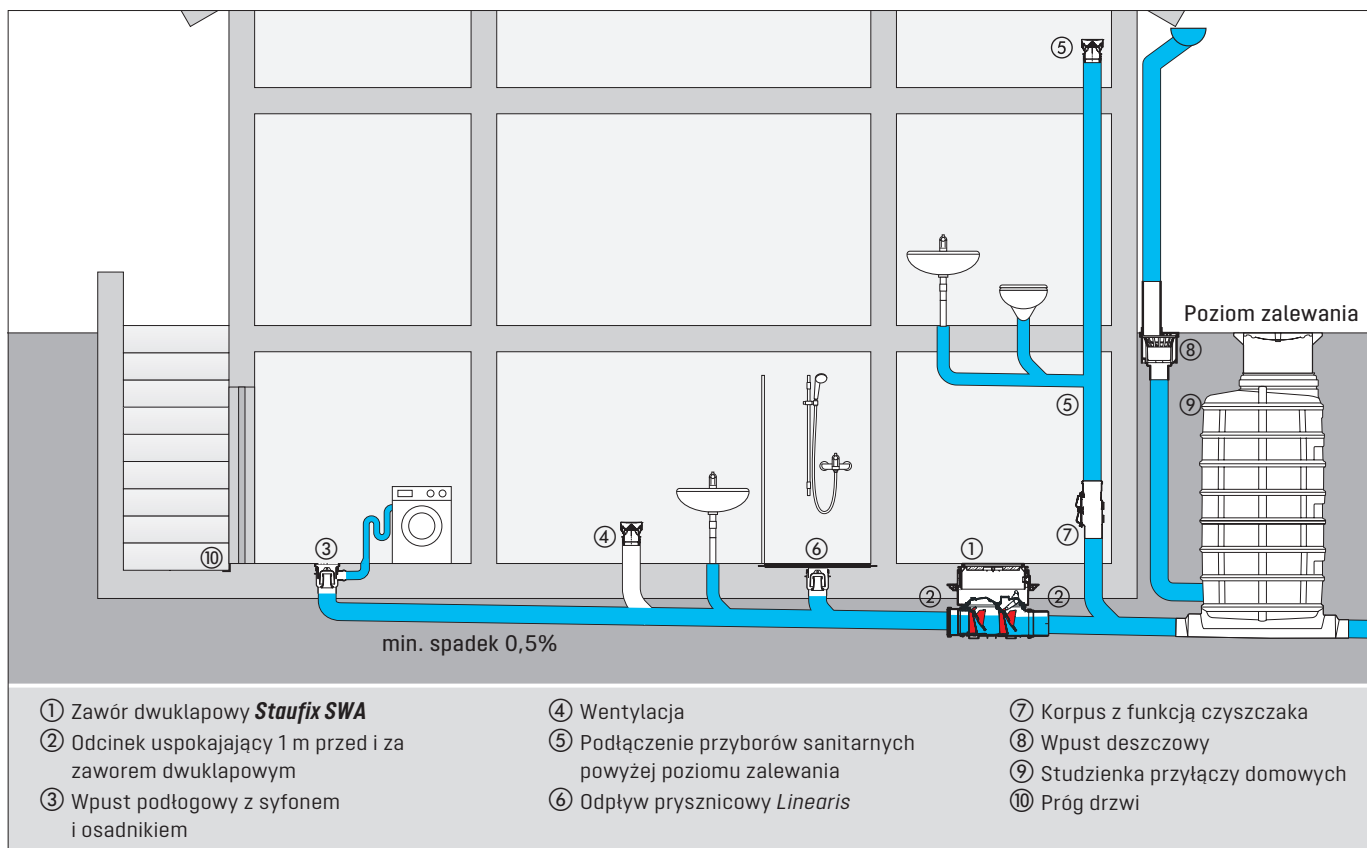 ⑤
Poziom zalewania
⑧
⑤
⑨
④
⑦
③
⑥
①
⑩
②
②
min. spadek 0,5%
① Zawór dwuklapowy Staufix SWA
② Odcinek uspokajający 1 m przed i za
zaworem dwuklapowym
③ Wpust podłogowy z syfonem
i osadnikiem
④ Wentylacja
⑤ Podłączenie przyborów sanitarnych
powyżej poziomu zalewania
⑥ Odpływ prysznicowy Linearis
⑦ Korpus z funkcją czyszczaka
⑧ Wpust deszczowy
⑨ Studzienka przyłączy domowych
⑩ Próg drzwi